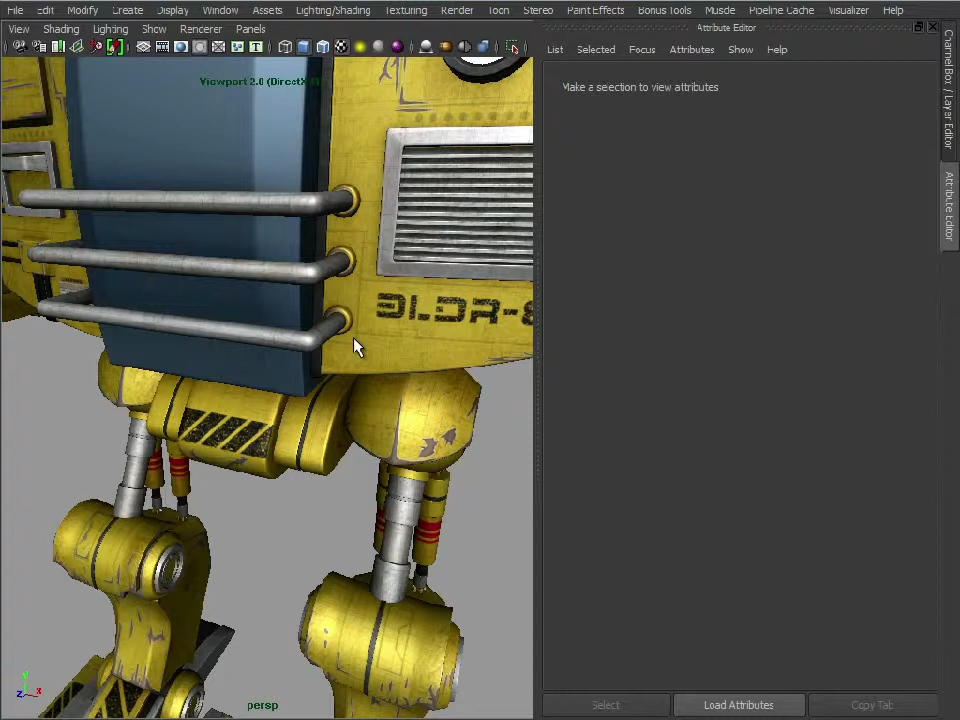 File Edit Modify Create Display Window Assets Lighting/Shading Texturing Render Toon Stereo Paint Effects Bonus Tools Muscle Pipeline Cache Visualizer Help
View Shading Lighting Show Renderer Panels
Attribute Editor
List Selected Focus Attributes Show Help
Make a selection to view attributes
Viewport 2.0 (DirectX
Channel Box / Layer Editor
Attribute Editor
persp
Select Load Attributes Copy Tab